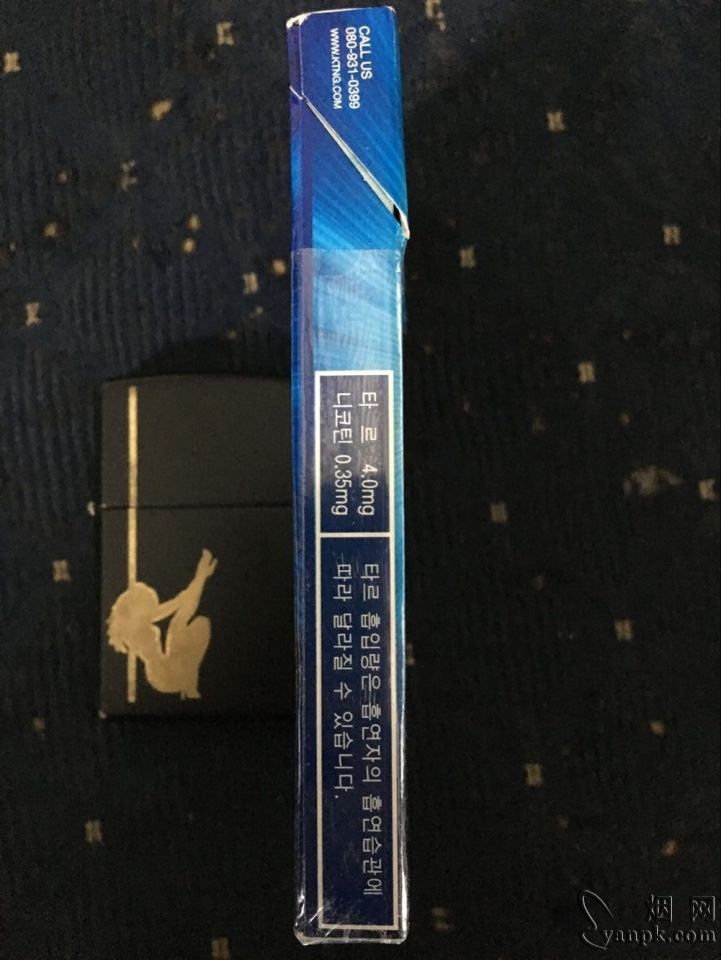 CALL US
080-931-0399
WWW.KTNG.COM
타 르 4.0mg
니코틴 0.35mg
타르 흡입량은 흡연자의 흡연습관에
따라 달라질 수 있습니다.
烟网
yanpk.com